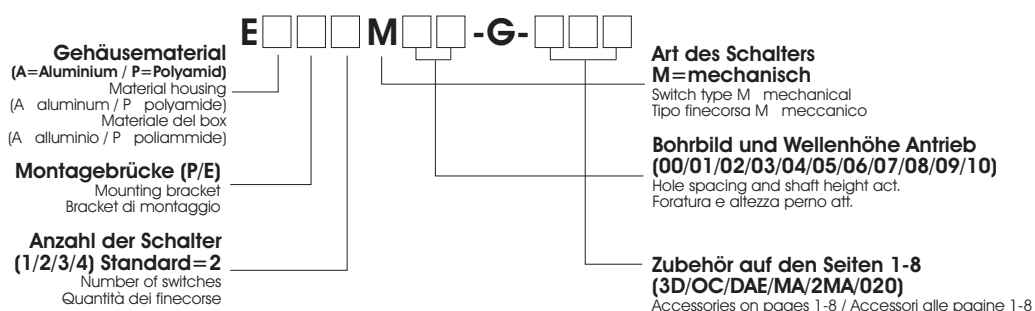 E□□□M□□-G-□□□
Gehäusematerial
(A=Aluminium / P=Polyamid)
Material housing
(A aluminum / P polyamide)
Materiale del box
(A alluminio / P poliammide)
Montagebrücke (P/E)
Mounting bracket
Bracket di montaggio
Anzahl der Schalter
(1/2/3/4) Standard=2
Number of switches
Quantità dei finecorse
Art des Schalters
M=mechanisch
Switch type M mechanical
Tipo finecorsa M meccanico
Bohrbild und Wellenhöhe Antrieb
(00/01/02/03/04/05/06/07/08/09/10)
Hole spacing and shaft height act.
Foratura e altezza perno att.
Zubehör auf den Seiten 1-8
(3D/OC/DAE/MA/2MA/020)
Accessories on pages 1-8 / Accessori alle pagine 1-8